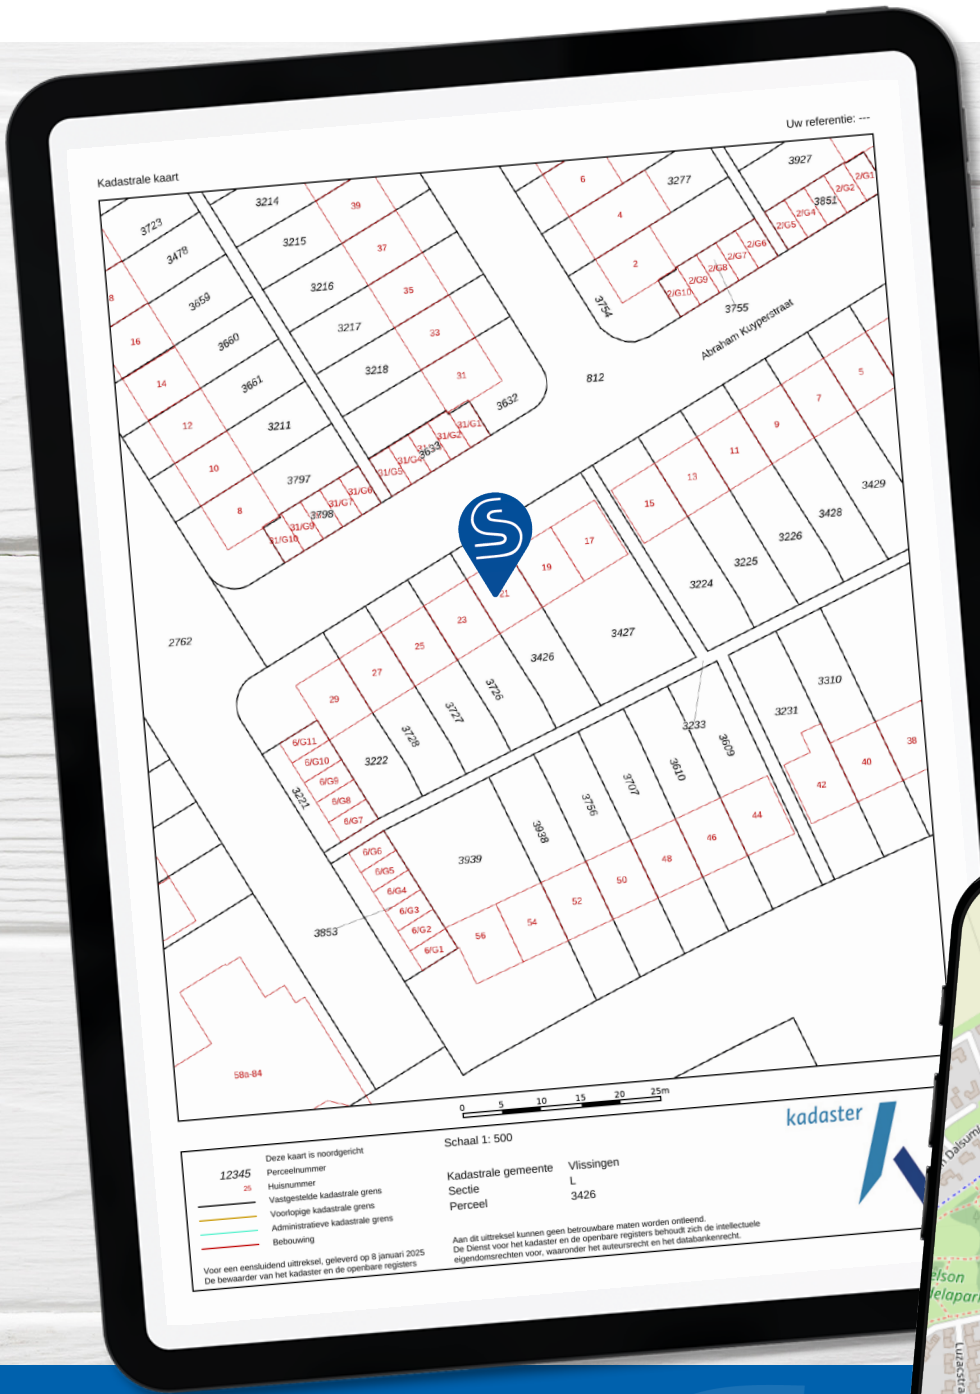 Uw referentie: ---
Kadastrale kaart
3723
3478
8
3659
16
3660
14
3661
12
3211
10
3797
8
3798
31/G10
31/G9
31/G7
31/G6
3214
39
3215
37
3216
35
3217
33
3218
31
3632
31/G5
31/G4
3633
31/G2
31/G1
6
3277
4
2
3754
2/G10
2/G9
2/G8
2/G7
2/G6
3755
3927
3851
2/G5
2/G4
2/G2
2/G1
Abraham Kuyperstraat
812
5
7
9
11
13
15
3429
3428
3226
3225
3224
17
19
21
23
25
27
29
3427
3426
3726
3727
3728
3222
2762
3221
6/G11
6/G10
6/G9
6/G8
6/G7
6/G6
6/G5
6/G4
6/G3
6/G2
6/G1
3853
3939
3938
3756
3707
3610
3609
3233
3231
3310
38
40
42
44
46
48
50
52
54
56
58a-84
0 5 10 15 20 25m
Schaal 1: 500
kadaster
Deze kaart is noordgericht
12345 Perceelnummer
25 Huisnummer
Vastgestelde kadastrale grens
Voorlopige kadastrale grens
Administratieve kadastrale grens
Bebouwing
Voor een eensluidend uittreksel, geleverd op 8 januari 2025
De bewaarder van het kadaster en de openbare registers
Kadastrale gemeente Vlissingen
Sectie L
Perceel 3426
Aan dit uittreksel kunnen geen betrouwbare maten worden ontleend.
De Dienst voor het kadaster en de openbare registers behoudt zich de intellectuele
eigendomsrechten voor, waaronder het auteursrecht en het databankenrecht.
n Dalsuml
elson
delapark
Luzacstr